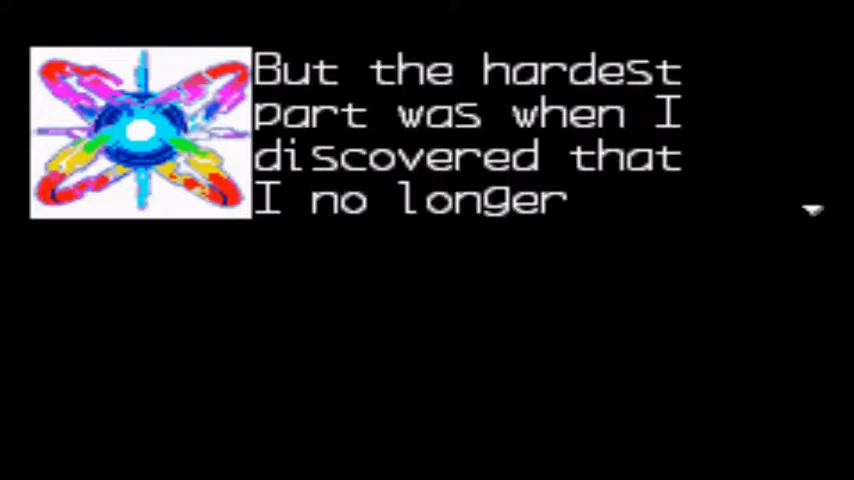 But the hardest
part was when I
discovered that
I no longer